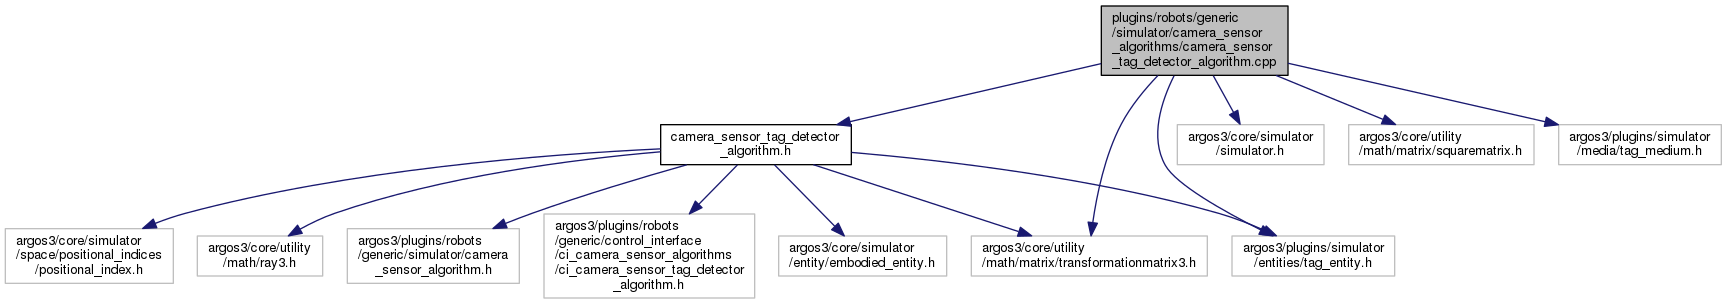 plugins/robots/generic
/simulator/camera_sensor
_algorithms/camera_sensor
_tag_detector_algorithm.cpp
camera_sensor_tag_detector
_algorithm.h
argos3/core/simulator
/simulator.h
argos3/core/utility
/math/matrix/squarematrix.h
argos3/plugins/simulator
/media/tag_medium.h
argos3/core/simulator
/space/positional_indices
/positional_index.h
argos3/core/utility
/math/ray3.h
argos3/plugins/robots
/generic/simulator/camera
_sensor_algorithm.h
argos3/plugins/robots
/generic/control_interface
/ci_camera_sensor_algorithms
/ci_camera_sensor_tag_detector
_algorithm.h
argos3/core/simulator
/entity/embodied_entity.h
argos3/core/utility
/math/matrix/transformationmatrix3.h
argos3/plugins/simulator
/entities/tag_entity.h